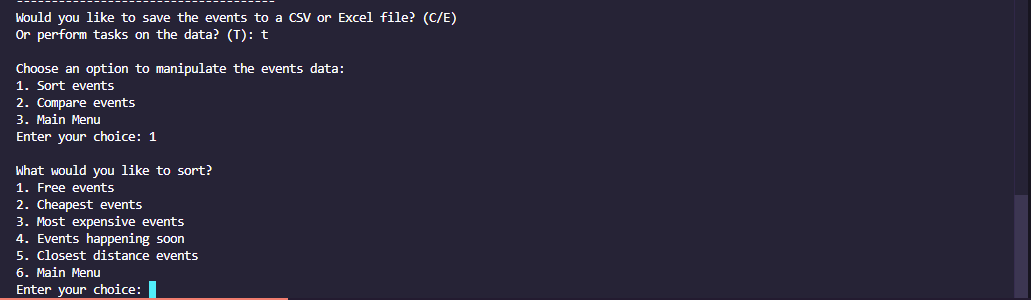 -------------------------------------
Would you like to save the events to a CSV or Excel file? (C/E)
Or perform tasks on the data? (T): t

Choose an option to manipulate the events data:
1. Sort events
2. Compare events
3. Main Menu
Enter your choice: 1

What would you like to sort?
1. Free events
2. Cheapest events
3. Most expensive events
4. Events happening soon
5. Closest distance events
6. Main Menu
Enter your choice: